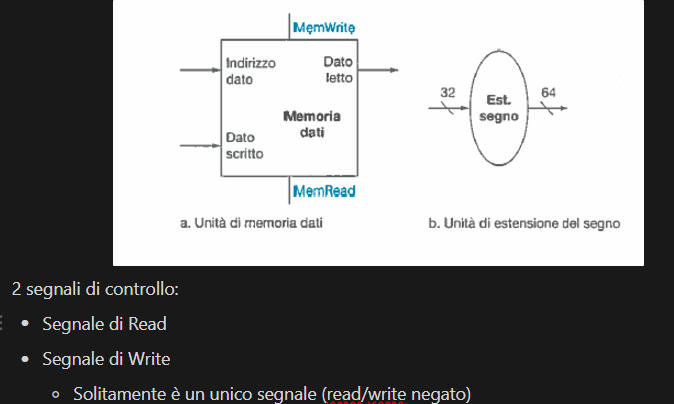 MemWrite
Indirizzo
dato
Dato
letto
Memoria
dati
Dato
scritto
MemRead
32
Est.
segno
64
a. Unità di memoria dati
b. Unità di estensione del segno
2 segnali di controllo:
Segnale di Read
Segnale di Write
Solitamente è un unico segnale (read/write negato)